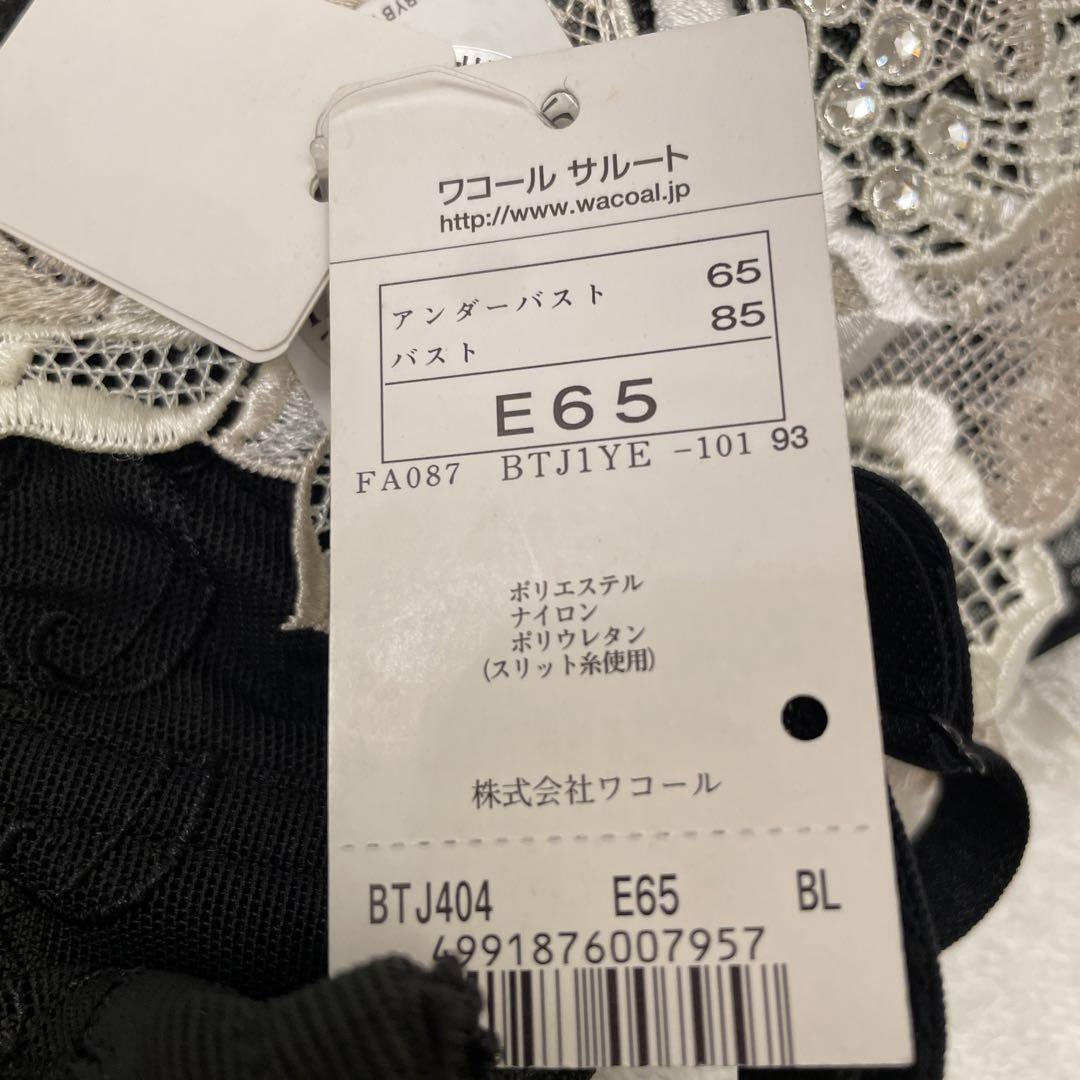 ワコール サルート
http://www.wacoal.jp
アンダーバスト 65
バスト 85
E65
FA087 BTJ1YE -101 93
ポリエステル
ナイロン
ポリウレタン
(スリット糸使用)
株式会社ワコール
BTJ404 E65 BL
4991876007957